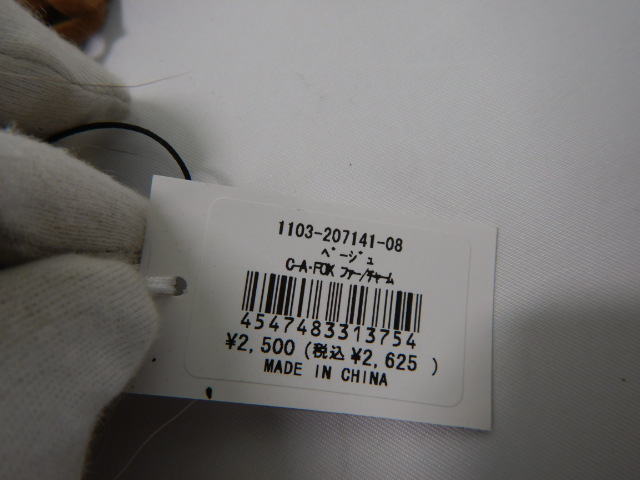 1103-207141-08
ベージュ
C-A・FOX ファーチャーム
4547483313754
¥2,500 (税込 ¥2,625 )
MADE IN CHINA